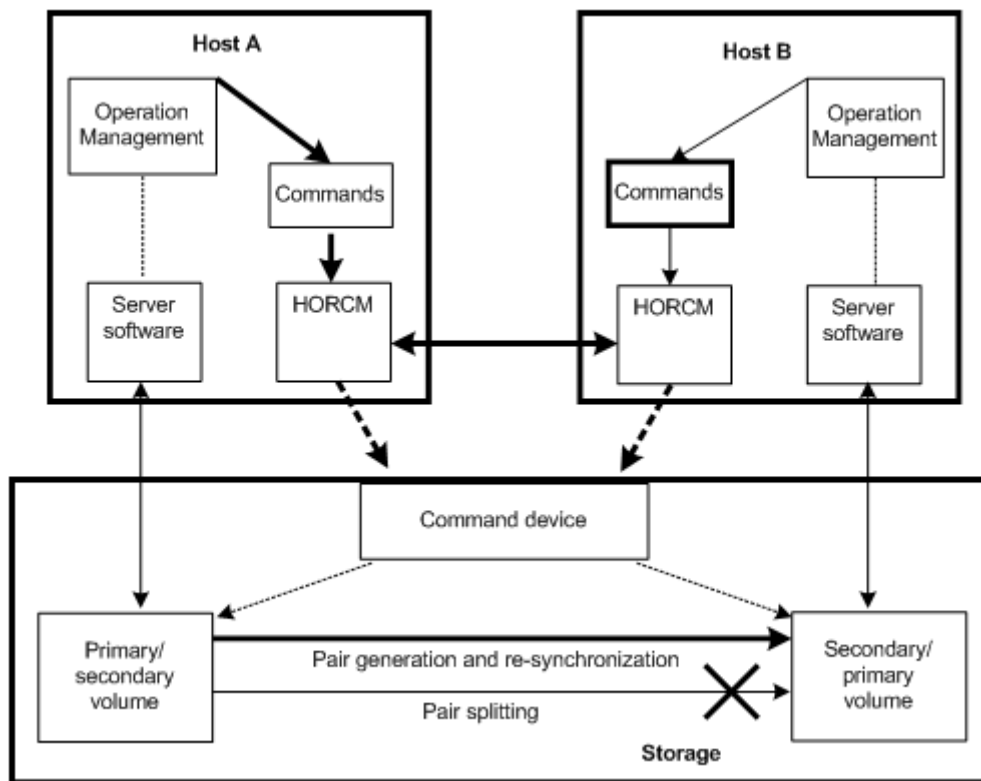 Host A
Operation
Management
Commands
Server
software
HORCM
Host B
Operation
Management
Commands
HORCM
Server
software
Command device
Primary/
secondary
volume
Pair generation and re-synchronization
Pair splitting
Secondary/
primary
volume
Storage